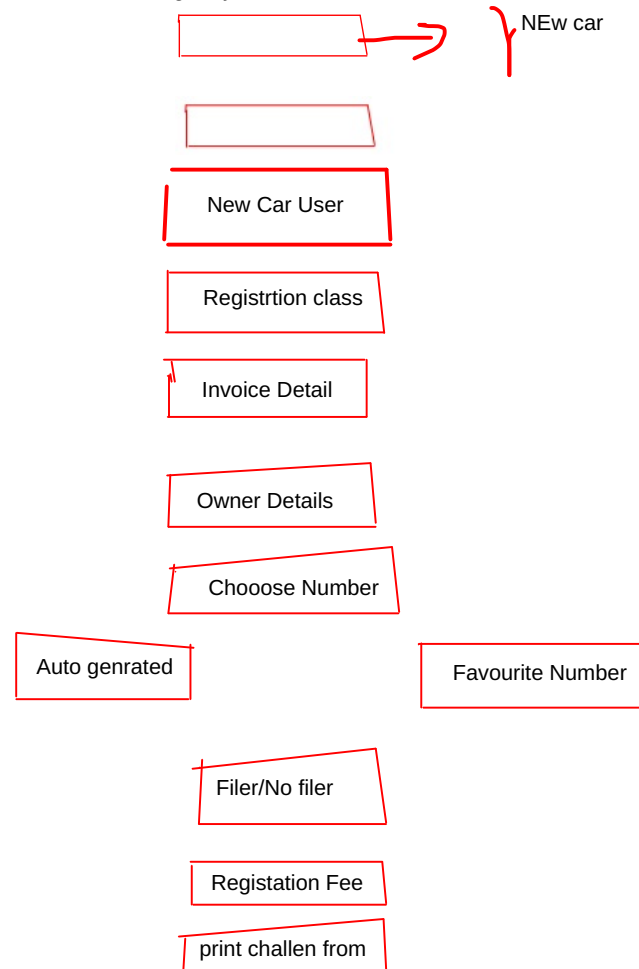 NEw car
New Car User
Registrtion class
Invoice Detail
Owner Details
Chooose Number
Auto genrated
Favourite Number
Filer/No filer
Registation Fee
print challen from